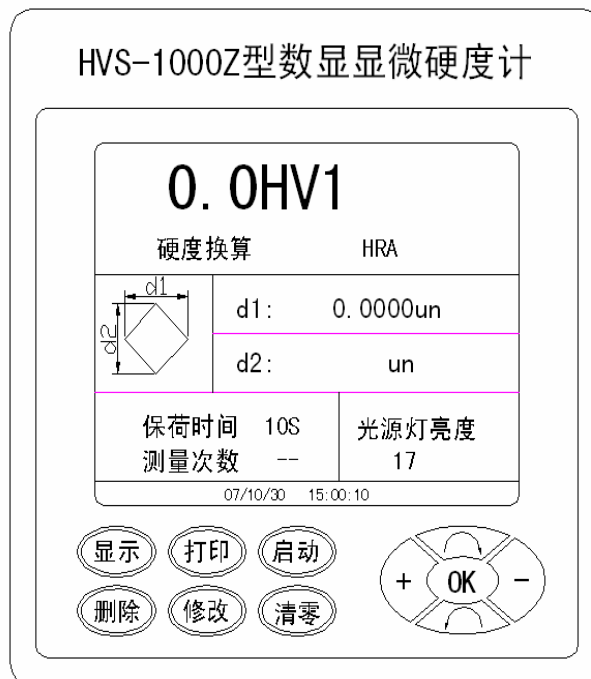 HVS-1000Z型数显显微硬度计
0.0HV1
硬度换算 HRA
d1
d2
d1: 0.0000un
d2: un
保荷时间 10S
测量次数 --
光源灯亮度
17
07/10/30 15:00:10
显示 打印 启动
删除 修改 清零
+ OK -